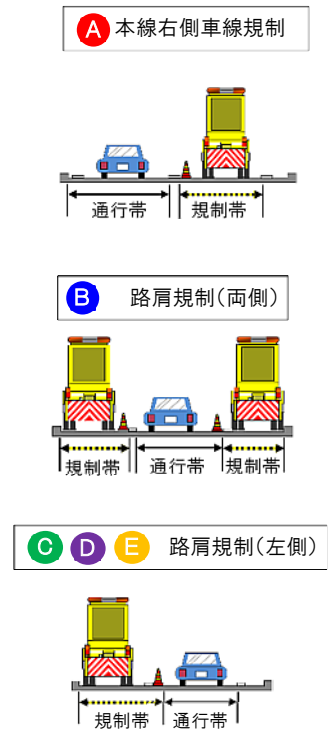 A 本線右側車線規制
通行帯 規制帯
B 路肩規制(両側)
規制帯 通行帯 規制帯
C D E 路肩規制(左側)
規制帯 通行帯